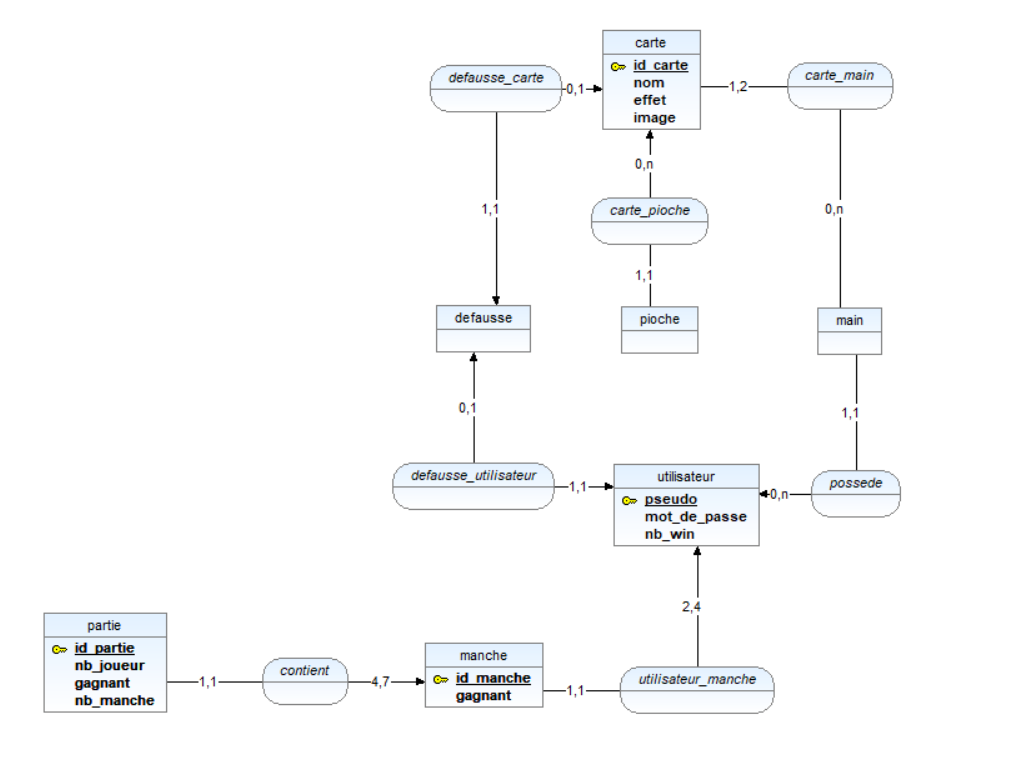 carte
id_carte
nom
effet
image
defausse_carte
0,1
1,2
carte_main
0,n
carte_pioche
1,1
0,n
1,1
defausse
pioche
main
0,1
1,1
defausse_utilisateur
1,1
utilisateur
pseudo
mot_de_passe
nb_win
0,n
possede
2,4
partie
id_partie
nb_joueur
gagnant
nb_manche
1,1
contient
4,7
manche
id_manche
gagnant
1,1
utilisateur_manche